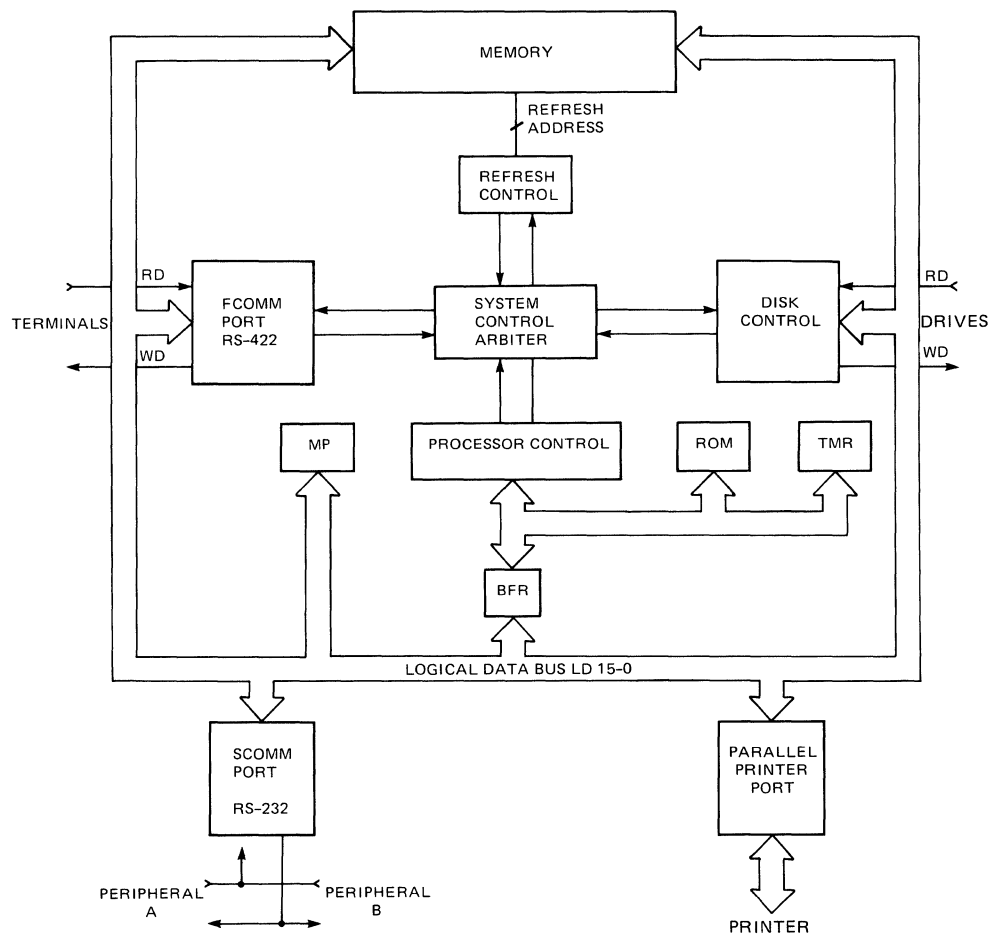 MEMORY
REFRESH
ADDRESS
REFRESH
CONTROL
RD
FCOMM
PORT
RS-422
TERMINALS
WD
SYSTEM
CONTROL
ARBITER
DISK
CONTROL
RD
DRIVES
WD
MP
PROCESSOR CONTROL
ROM
TMR
BFR
LOGICAL DATA BUS LD 15-0
SCOMM
PORT
RS-232
PARALLEL
PRINTER
PORT
PERIPHERAL
A
PERIPHERAL
B
PRINTER